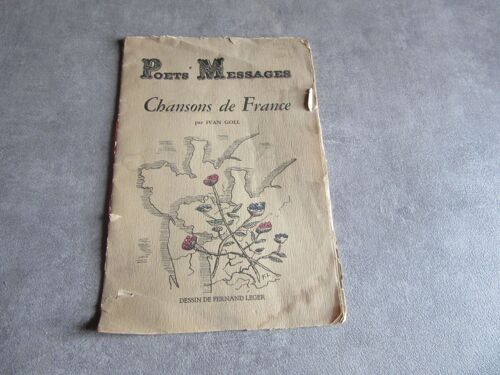 POETS' MESSAGES
Chansons de France
par IVAN GOLL
F.L.
DESSIN DE FERNAND LEGER